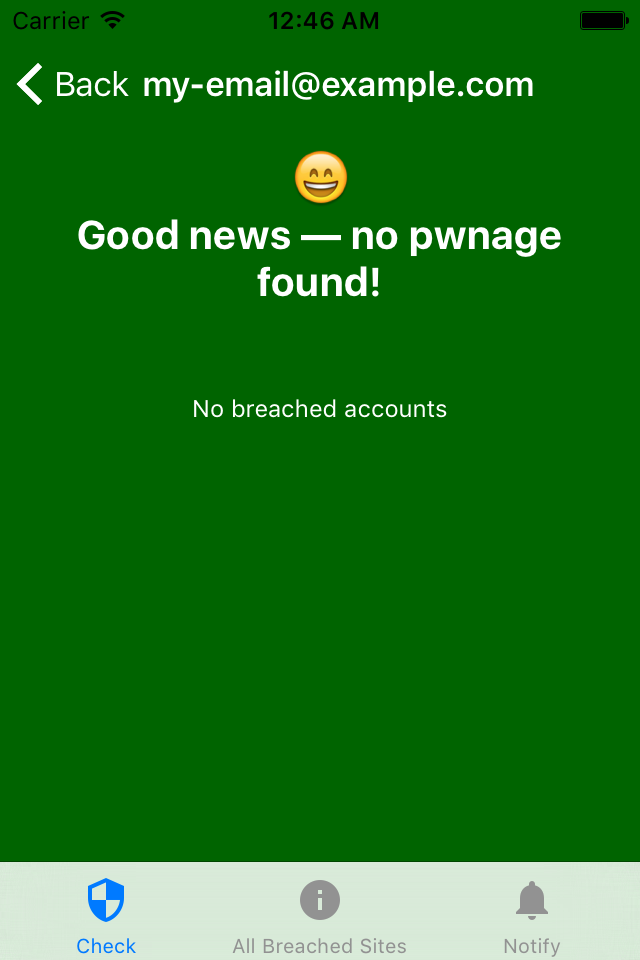 Carrier 12:46 AM
Back my-email@example.com
Good news — no pwnage
found!
No breached accounts
Check All Breached Sites Notify